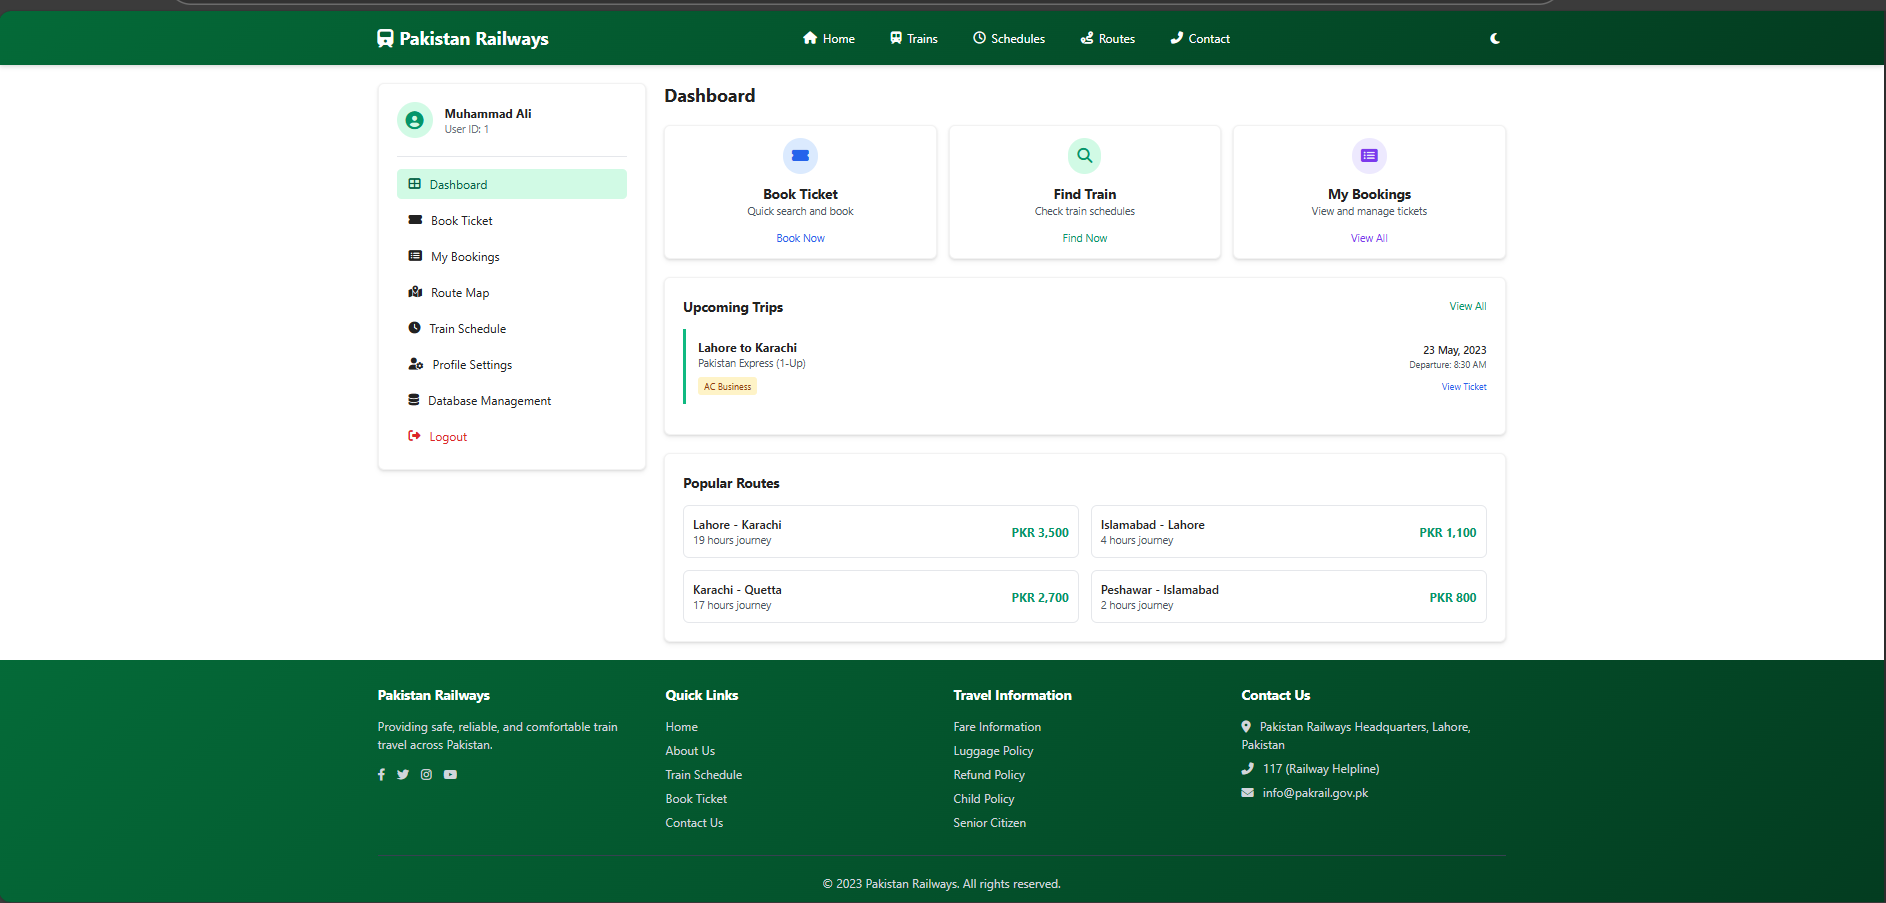 Pakistan Railways
Home
Trains
Schedules
Routes
Contact
Muhammad Ali
User ID: 1
Dashboard
Book Ticket
My Bookings
Route Map
Train Schedule
Profile Settings
Database Management
Logout
Dashboard
Book Ticket
Quick search and book
Book Now
Find Train
Check train schedules
Find Now
My Bookings
View and manage tickets
View All
Upcoming Trips
View All
Lahore to Karachi
Pakistan Express (1-Up)
AC Business
23 May, 2023
Departure: 8:30 AM
View Ticket
Popular Routes
Lahore - Karachi
19 hours journey
PKR 3,500
Islamabad - Lahore
4 hours journey
PKR 1,100
Karachi - Quetta
17 hours journey
PKR 2,700
Peshawar - Islamabad
2 hours journey
PKR 800
Pakistan Railways
Providing safe, reliable, and comfortable train
travel across Pakistan.
Quick Links
Home
About Us
Train Schedule
Book Ticket
Contact Us
Travel Information
Fare Information
Luggage Policy
Refund Policy
Child Policy
Senior Citizen
Contact Us
Pakistan Railways Headquarters, Lahore,
Pakistan
117 (Railway Helpline)
info@pakrail.gov.pk
© 2023 Pakistan Railways. All rights reserved.